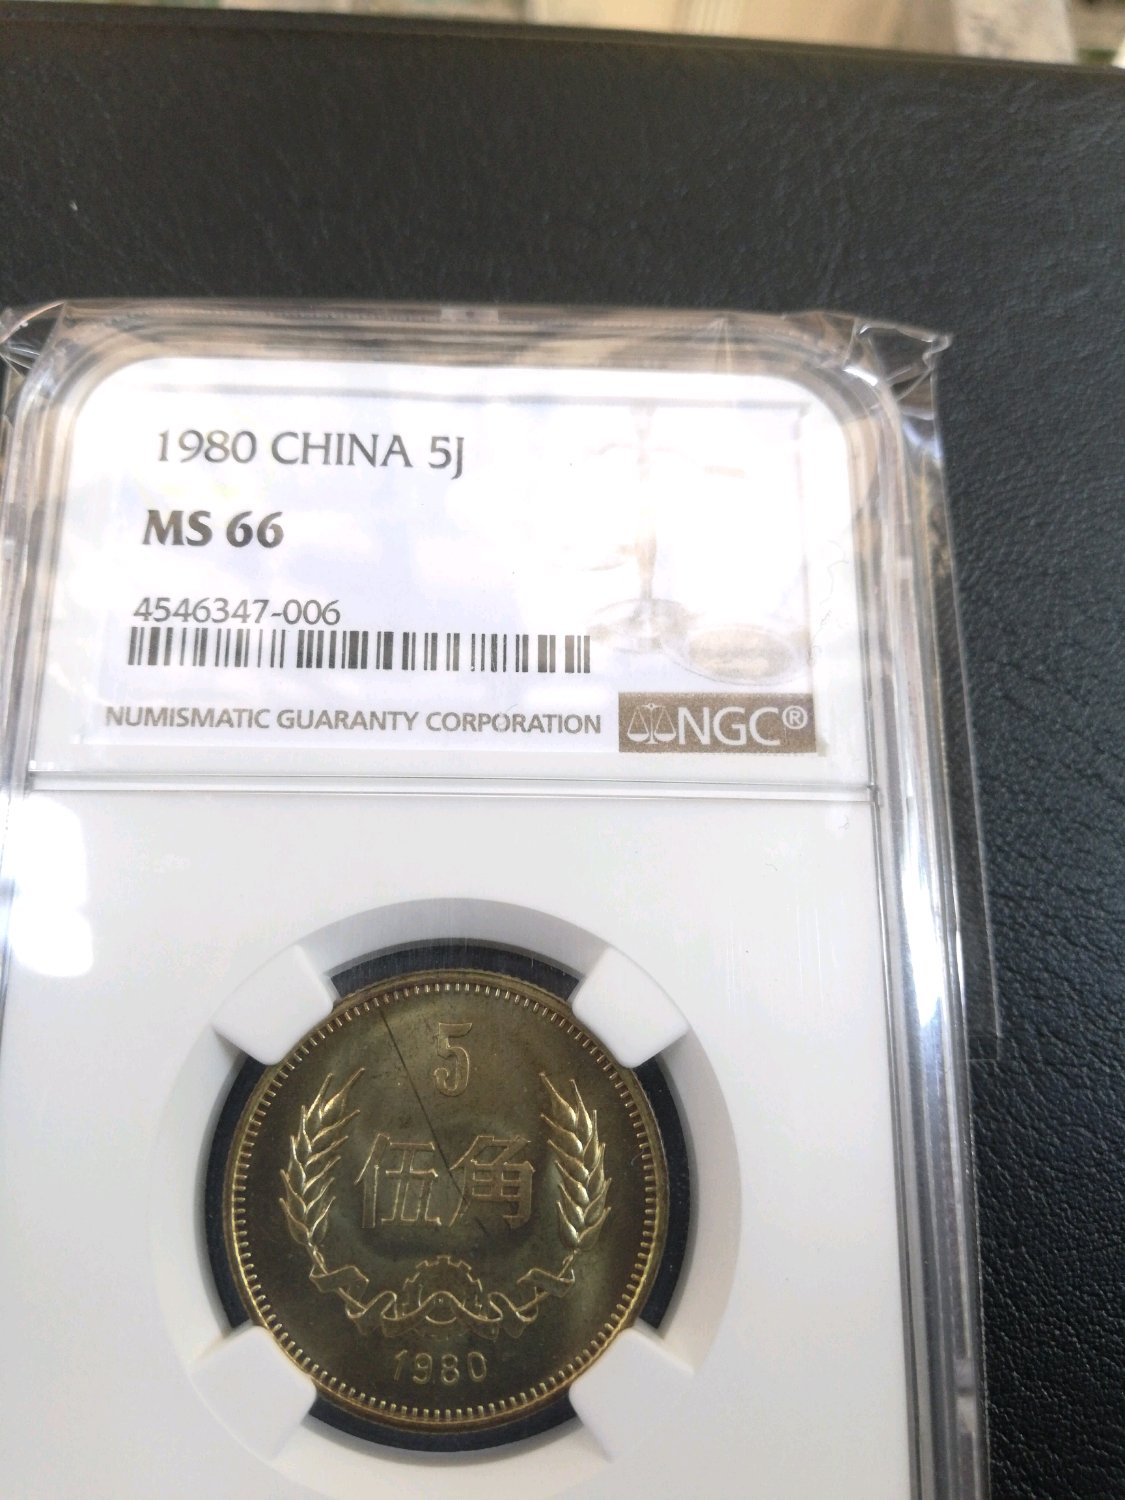 1980 CHINA 5J
MS 66
4546347-006
NUMISMATIC GUARANTY CORPORATION NGC®
5
伍角
1980